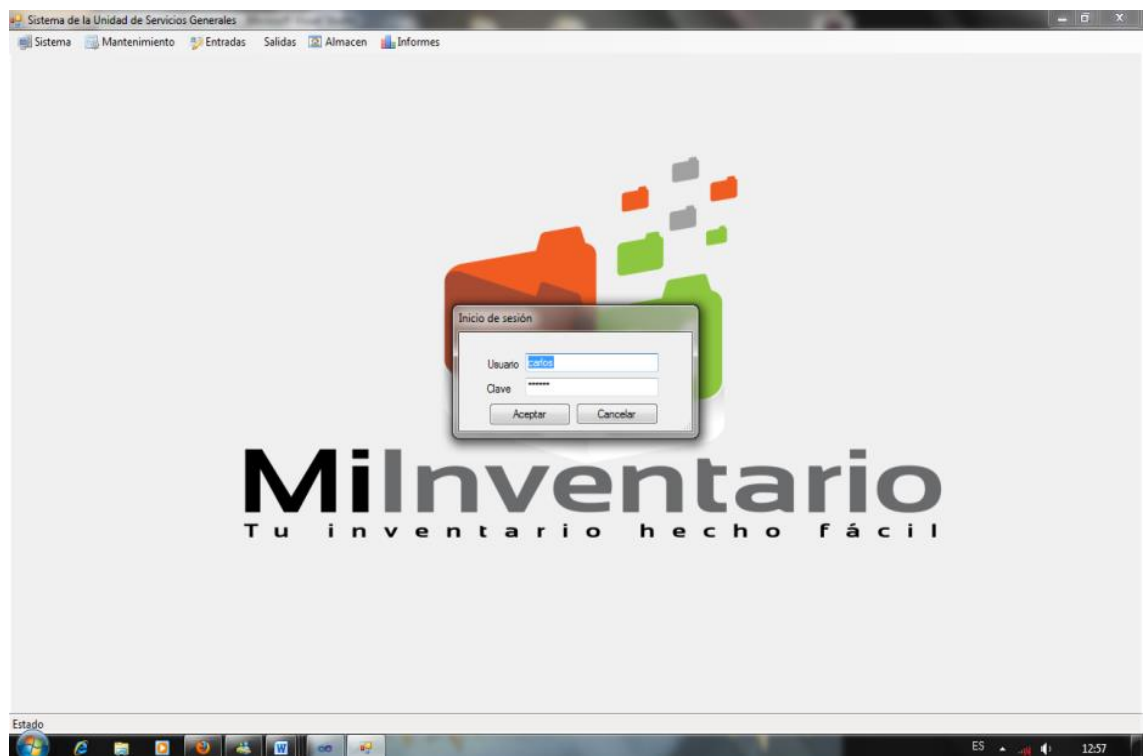 Sistema de la Unidad de Servicios Generales
Sistema Mantenimiento Entradas Salidas Almacen Informes
Inicio de sesión
Usuario carlos
Clave ******
Aceptar Cancelar
MiInventario
Tu inventario hecho fácil
Estado
ES 12:57